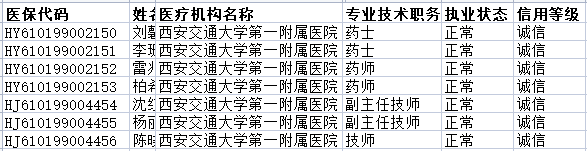 医保代码 姓名 医疗机构名称 专业技术职务 执业状态 信用等级
HY610199002150 刘 西安交通大学第一附属医院 药士 正常 诚信
HY610199002151 李 西安交通大学第一附属医院 药士 正常 诚信
HY610199002152 雷 西安交通大学第一附属医院 药师 正常 诚信
HY610199002153 柏 西安交通大学第一附属医院 药师 正常 诚信
HJ610199004454 沈 西安交通大学第一附属医院 副主任技师 正常 诚信
HJ610199004455 杨 西安交通大学第一附属医院 副主任技师 正常 诚信
HJ610199004456 陈 西安交通大学第一附属医院 技师 正常 诚信